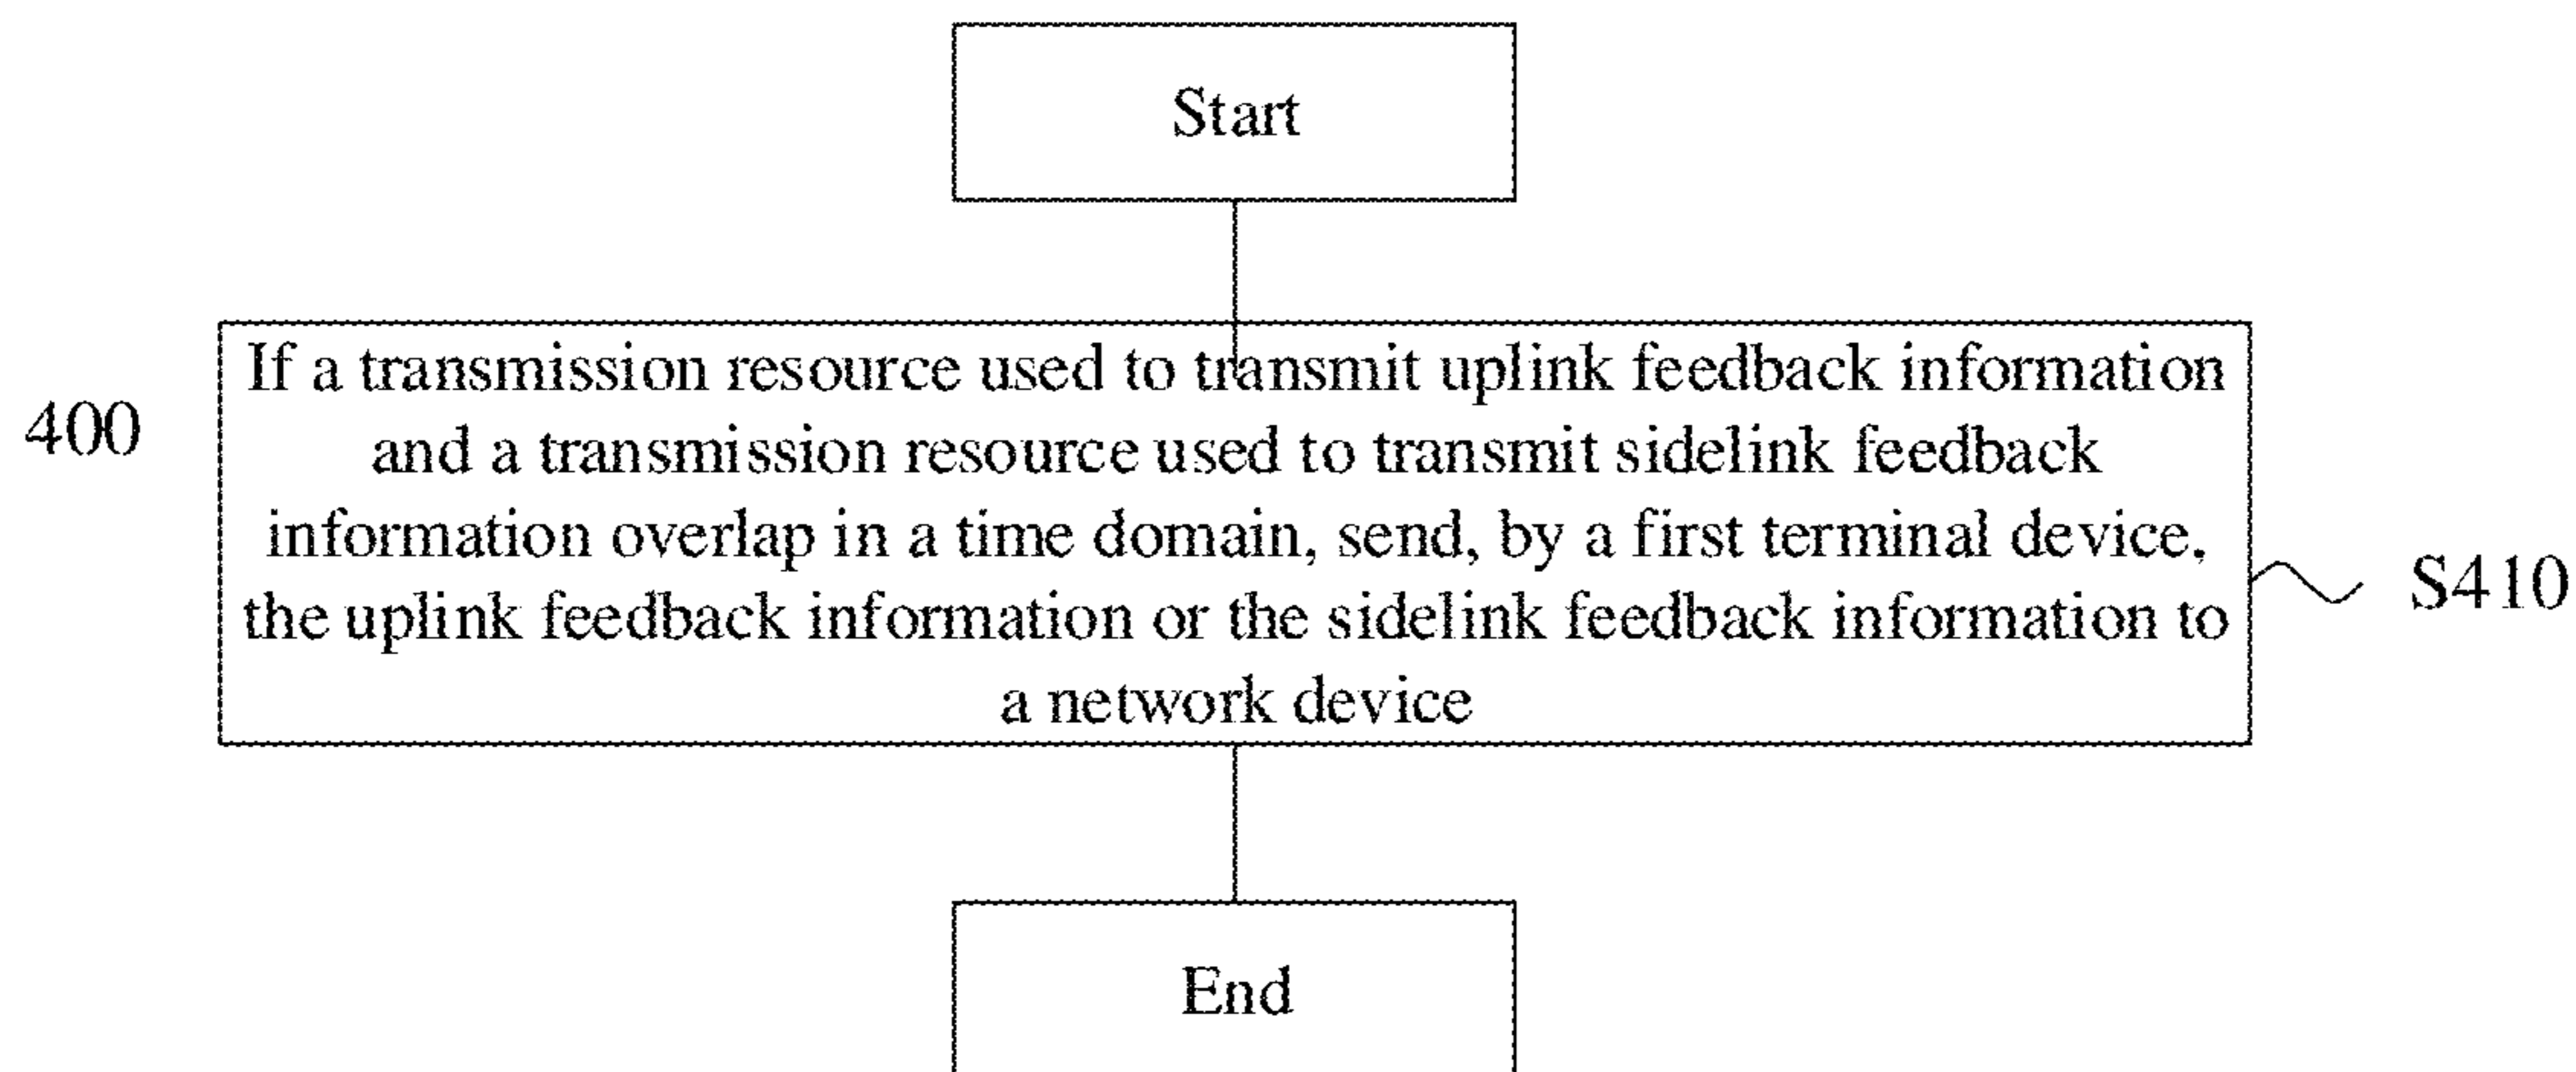 Start
If a transmission resource used to transmit uplink feedback information
400
and a transmission resource used to transmit sidelink feedback
information overlap in a time domain, send, by a first terminal device,
the uplink feedback information or the sidelink feedback information to
S410
a network device
End